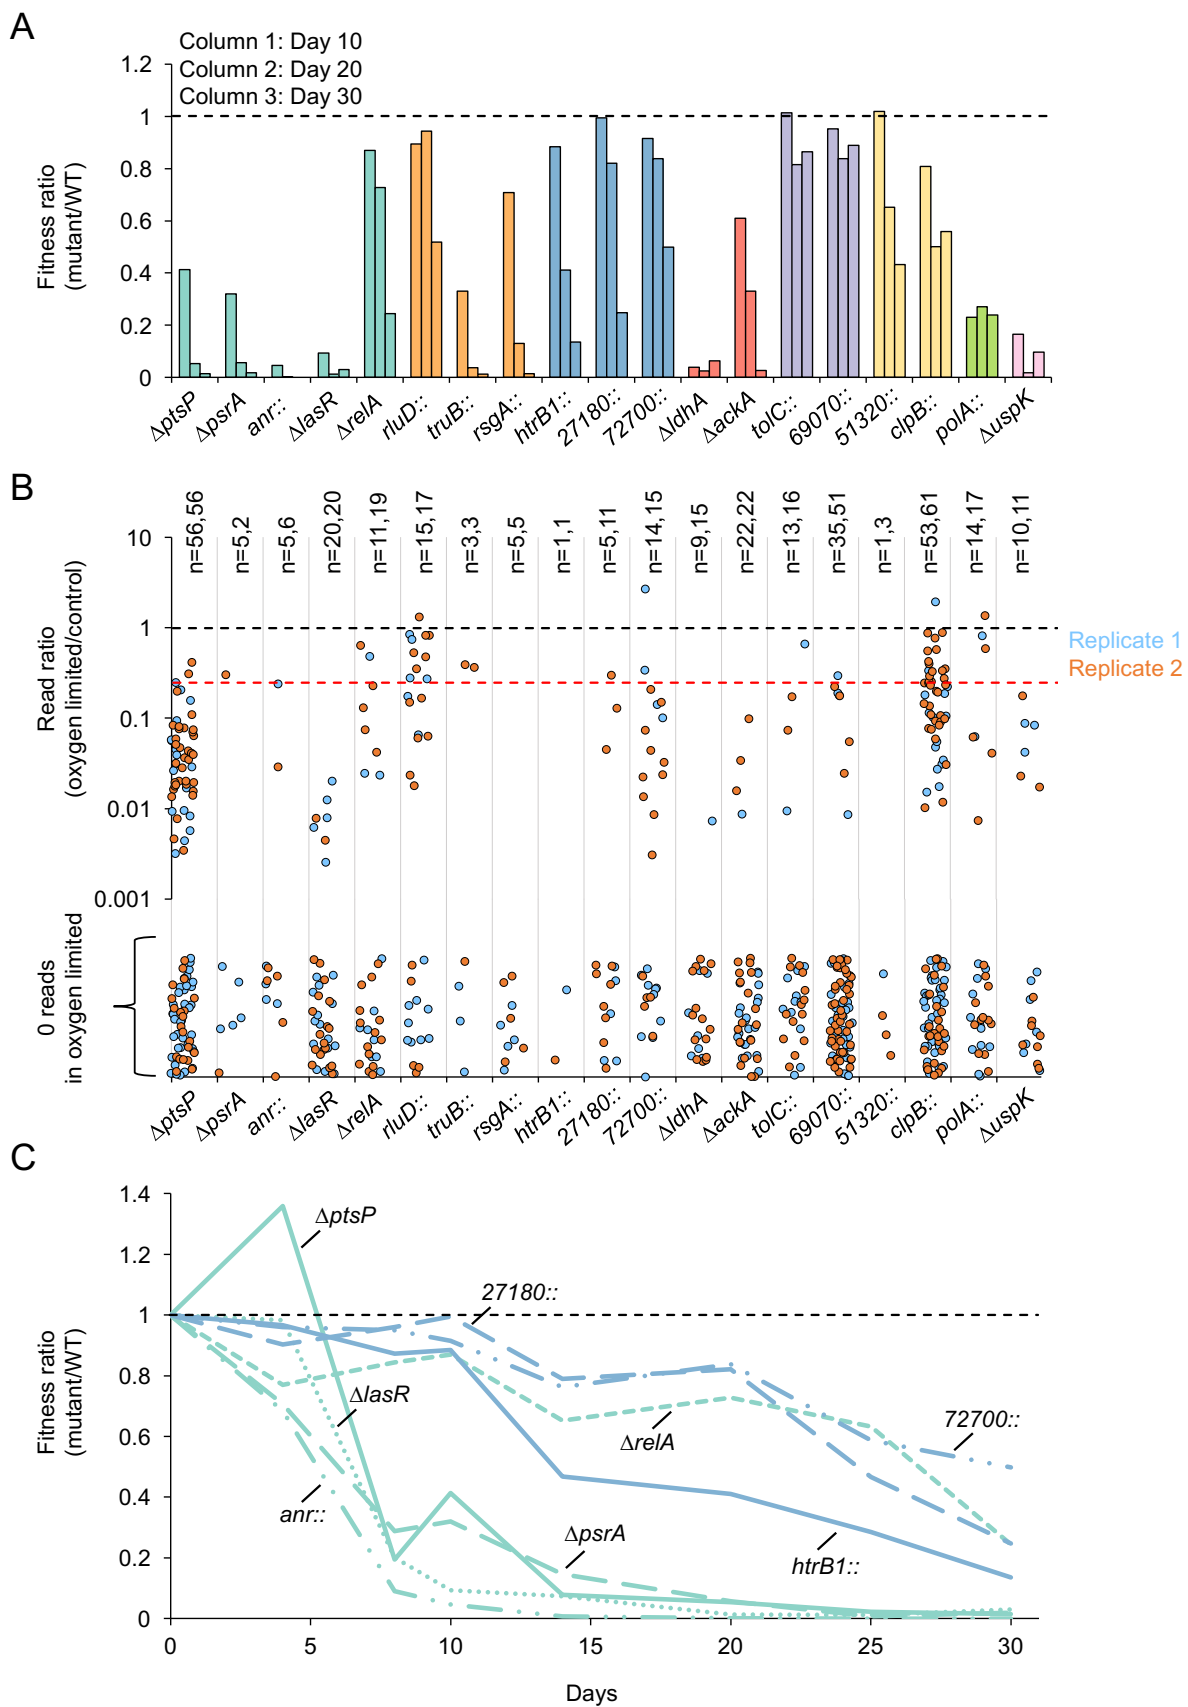 A
Column 1: Day 10
Column 2: Day 20
Column 3: Day 30
1.2
1
0.8
0.6
0.4
0.2
0
Fitness ratio
(mutant/WT)
ΔptsP
ΔpsrA
anr::
ΔlasR
ΔrelA
rluD::
truB::
rsgA::
htrB1::
27180::
72700::
ΔldhA
ΔackA
tolC::
69070::
51320::
clpB::
polA::
ΔuspK
B
n=56,56
n=5,2
n=5,6
n=20,20
n=11,19
n=15,17
n=3,3
n=5,5
n=1,1
n=5,11
n=14,15
n=9,15
n=22,22
n=13,16
n=35,51
n=1,3
n=53,61
n=14,17
n=10,11
10
1
0.1
0.01
0.001
Read ratio
(oxygen limited/control)
0 reads
in oxygen limited
Replicate 1
Replicate 2
ΔptsP
ΔpsrA
anr::
ΔlasR
ΔrelA
rluD::
truB::
rsgA::
htrB1::
27180::
72700::
ΔldhA
ΔackA
tolC::
69070::
51320::
clpB::
polA::
ΔuspK
C
1.4
1.2
1
0.8
0.6
0.4
0.2
0
Fitness ratio
(mutant/WT)
ΔptsP
27180::
ΔlasR
ΔrelA
72700::
anr::
ΔpsrA
htrB1::
0
5
10
15
20
25
30
Days